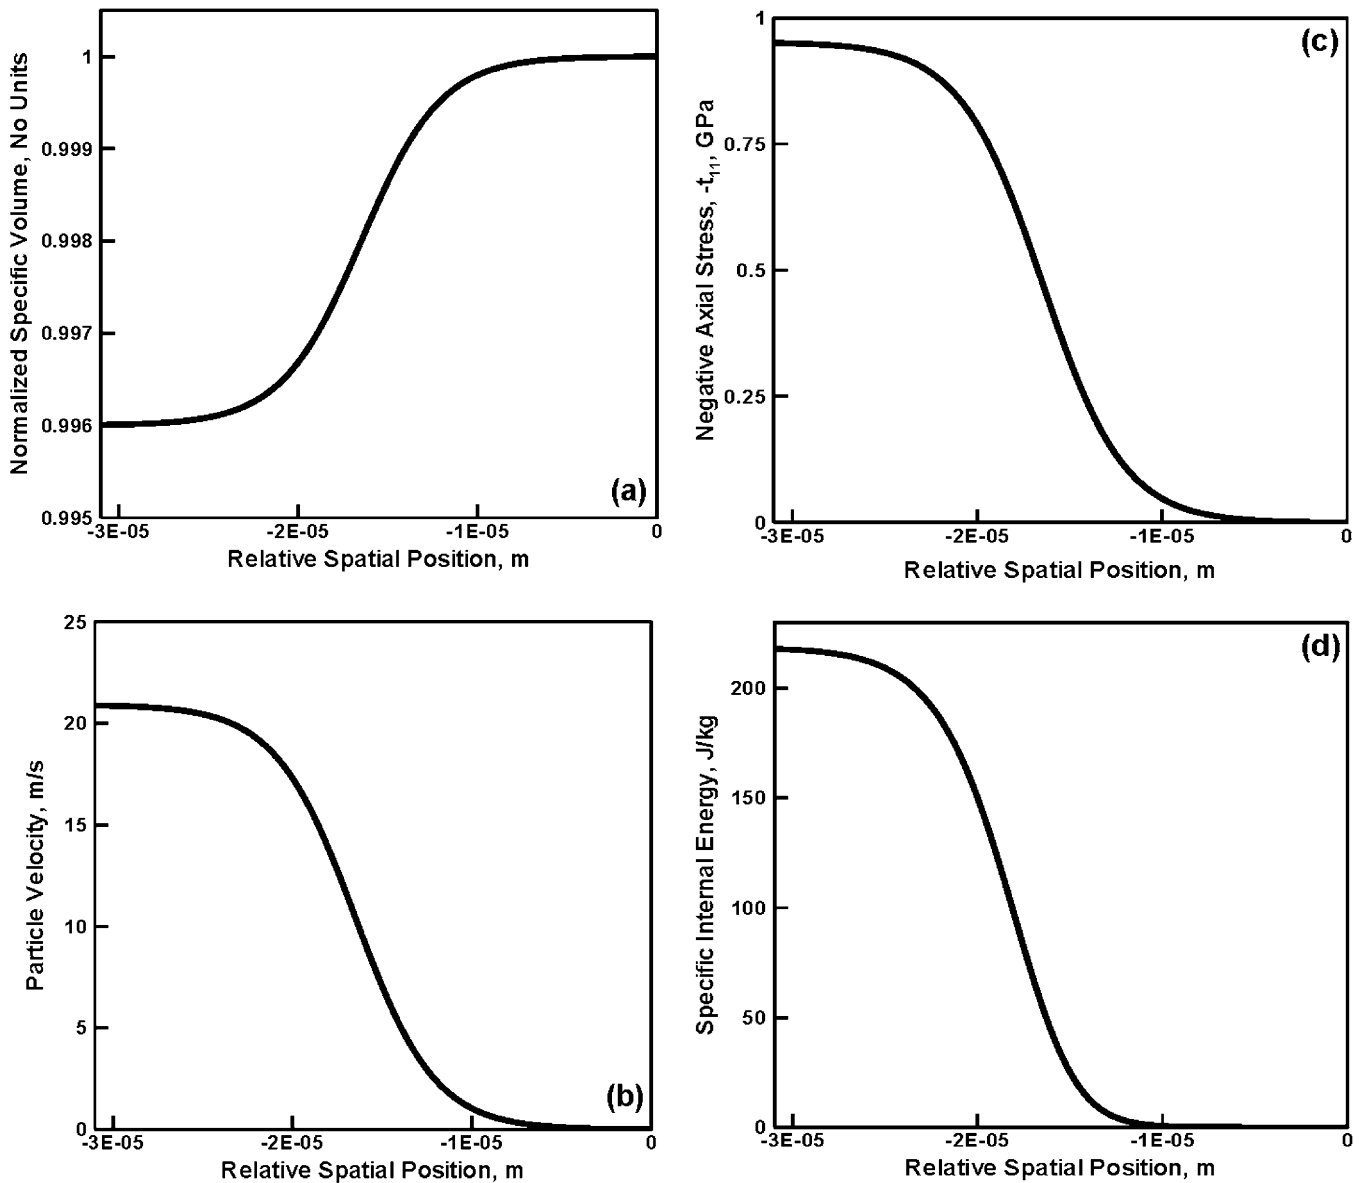 Normalized Specific Volume, No Units
1
0.999
0.998
0.997
0.996
0.995
(a)
-3E-05
-2E-05
-1E-05
0
Relative Spatial Position, m
Negative Axial Stress, -t11, GPa
1
0.75
0.5
0.25
0
(c)
-3E-05
-2E-05
-1E-05
0
Relative Spatial Position, m
Particle Velocity, m/s
25
20
15
10
5
0
(b)
-3E-05
-2E-05
-1E-05
0
Relative Spatial Position, m
Specific Internal Energy, J/kg
200
150
100
50
0
(d)
-3E-05
-2E-05
-1E-05
0
Relative Spatial Position, m